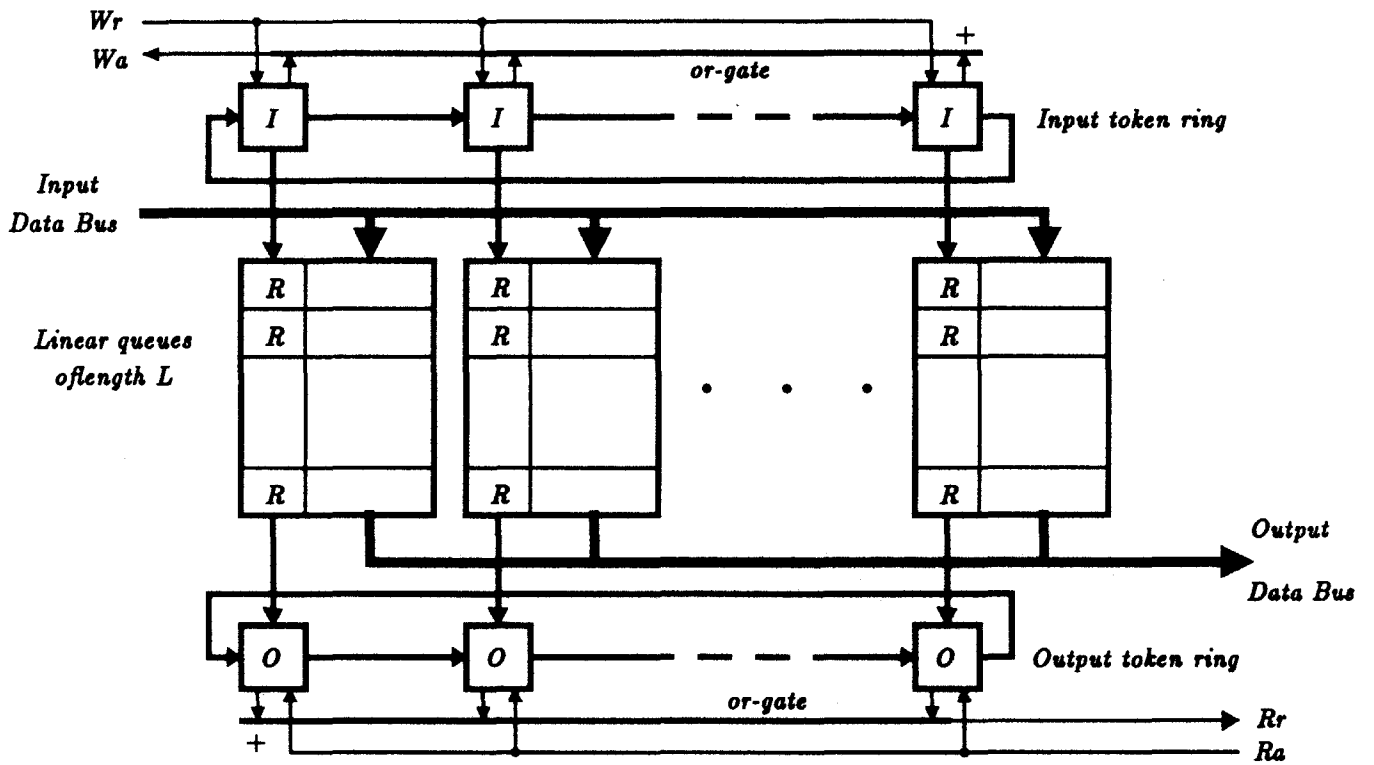 Wr
Wa
+
or-gate
I
I
I
Input token ring
Input
Data Bus
R
R
R
R
R
R
Linear queues
oflength L
R
R
R
Output
Data Bus
O
O
O
Output token ring
or-gate
Rr
+
Ra